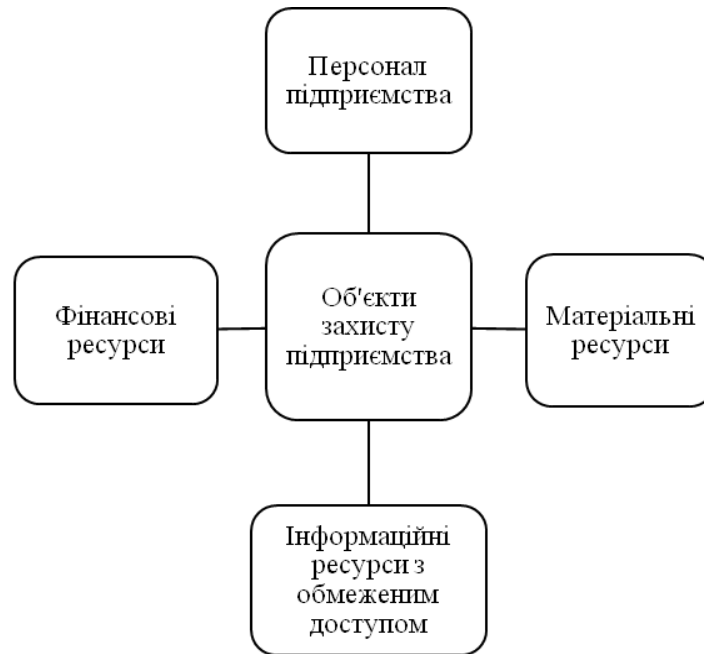 Персонал
підприємства
Фінансові
ресурси
Об'єкти
захисту
підприємства
Матеріальні
ресурси
Інформаційні
ресурси з
обмеженим
доступом